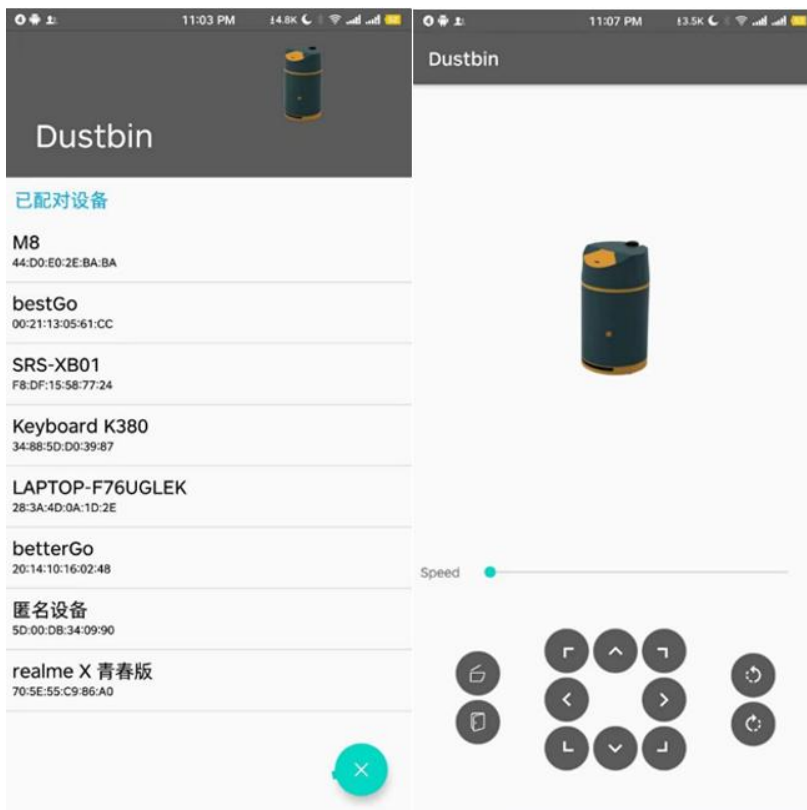 11:03 PM
4.8K
Dustbin
已配对设备
M8
44:D0:E0:2E:BA:BA
bestGo
00:21:13:05:61:CC
SRS-XB01
F8:DF:15:58:77:24
Keyboard K380
34:88:5D:D0:39:87
LAPTOP-F76UGLEK
28:3A:4D:0A:1D:2E
betterGo
20:14:10:16:02:48
匿名设备
5D:00:DB:34:09:90
realme X 青春版
70:5E:55:C9:86:A0
11:07 PM
3.5K
Dustbin
Speed